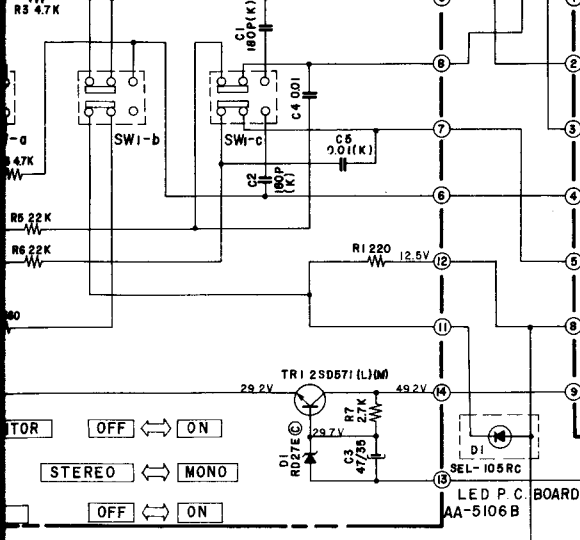 R3 4.7K
C1
180P(K)
8
2
C4 0.01
-a
SW1-b
SW1-c
7
3
C5
0.01(K)
4.7K
C2
180P
(K)
6
4
R5 22K
R6 22K
R1 220
12.5V
12
5
11
8
TR1 2SD571(L)(M)
29.2V
49.2V
14
9
R7
2.7K
29.7V
D1
RD27E C
C3
47/35
D1
SEL-105RC
13
LED P.C. BOARD
AA-5106B
ITOR
OFF
ON
STEREO
MONO
OFF
ON